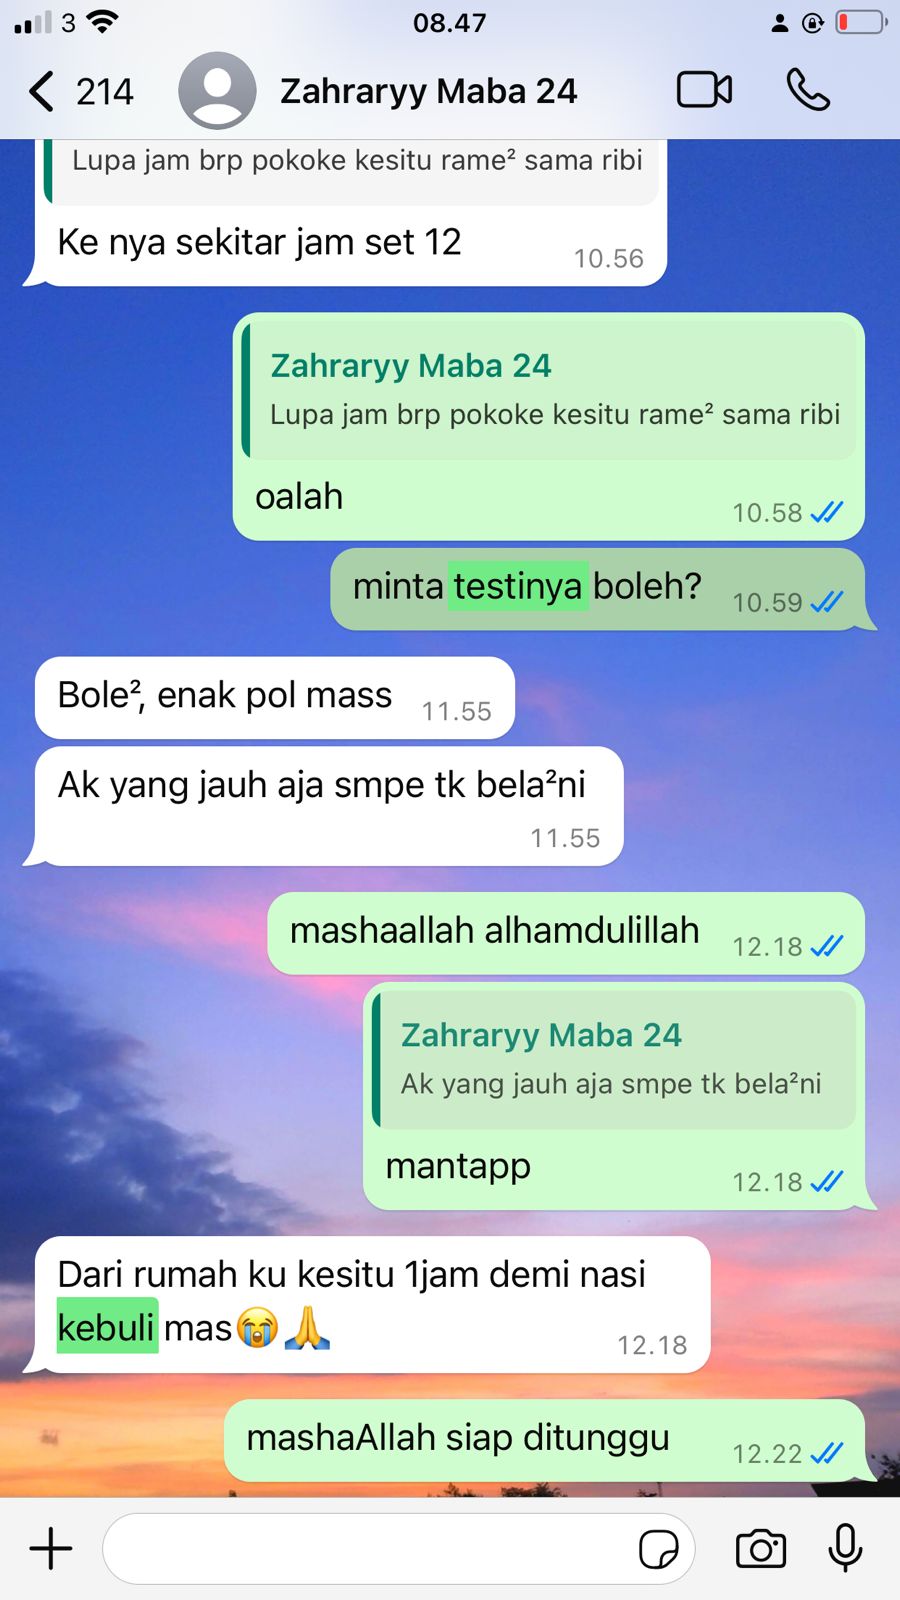 3
08.47
214
Zahraryy Maba 24
Lupa jam brp pokoke kesitu rame² sama ribi
Ke nya sekitar jam set 12
10.56
Zahraryy Maba 24
Lupa jam brp pokoke kesitu rame² sama ribi
oalah
10.58
minta testinya boleh?
10.59
Bole², enak pol mass
11.55
Ak yang jauh aja smpe tk bela²ni
11.55
mashaallah alhamdulillah
12.18
Zahraryy Maba 24
Ak yang jauh aja smpe tk bela²ni
mantapp
12.18
Dari rumah ku kesitu 1jam demi nasi
kebuli mas😭🙏
12.18
mashaAllah siap ditunggu
12.22